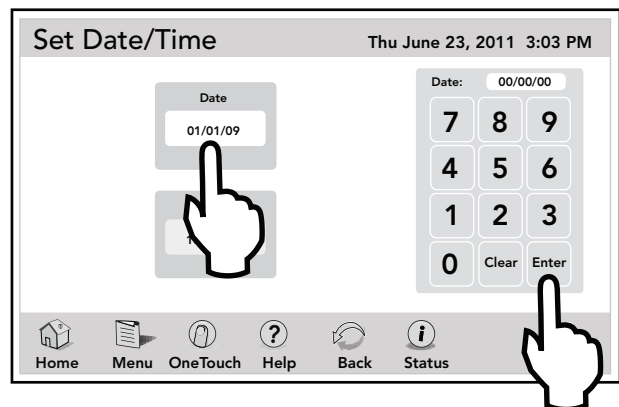 Set Date/Time
Thu June 23, 2011 3:03 PM
Date
01/01/09
Date: 00/00/00
7 8 9
4 5 6
1 2 3
0 Clear Enter
Home Menu OneTouch Help Back Status